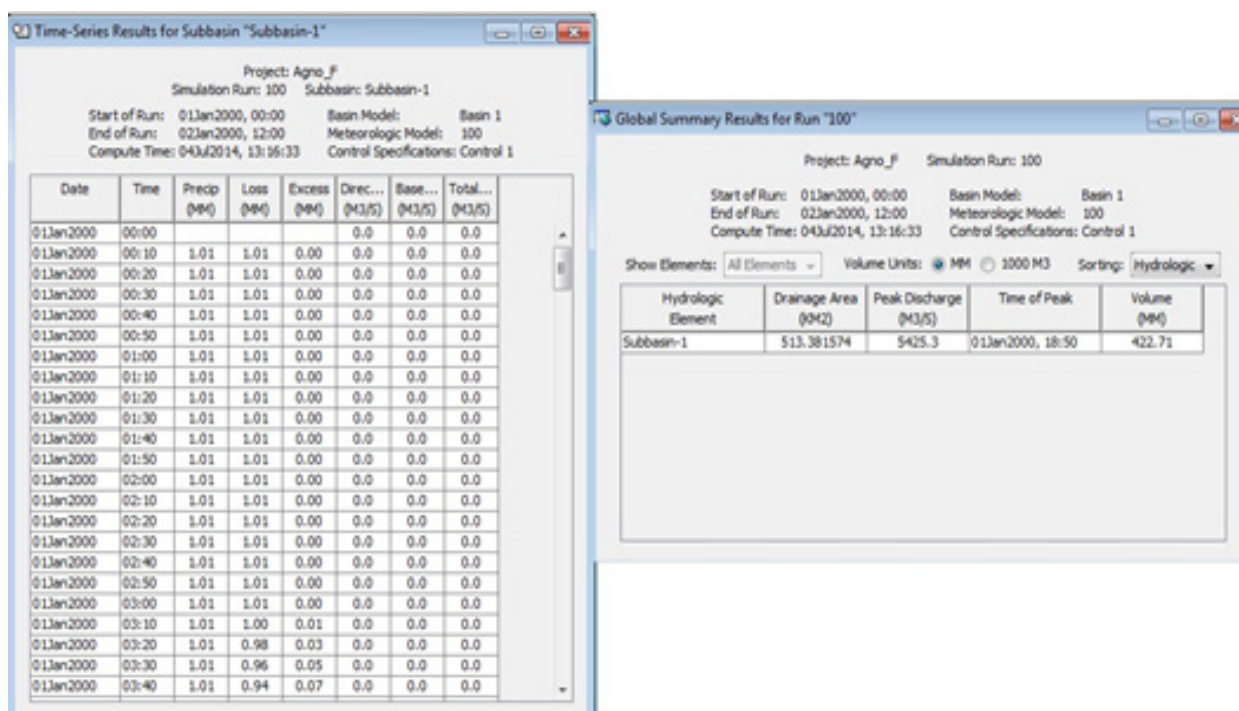 Time-Series Results for Subbasin "Subbasin-1"
Project: Agno_F
Simulation Run: 100 Subbasin: Subbasin-1
Start of Run: 01Jan2000, 00:00 Basin Model: Basin 1
End of Run: 02Jan2000, 12:00 Meteorologic Model: 100
Compute Time: 04Jul2014, 13:16:33 Control Specifications: Control 1
Date Time Precip Loss Excess Direc... Base... Total...
(MM) (MM) (MM) (M3/S) (M3/S) (M3/S)
01Jan2000 00:00 0.0 0.0 0.0
01Jan2000 00:10 1.01 1.01 0.00 0.0 0.0 0.0
01Jan2000 00:20 1.01 1.01 0.00 0.0 0.0 0.0
01Jan2000 00:30 1.01 1.01 0.00 0.0 0.0 0.0
01Jan2000 00:40 1.01 1.01 0.00 0.0 0.0 0.0
01Jan2000 00:50 1.01 1.01 0.00 0.0 0.0 0.0
01Jan2000 01:00 1.01 1.01 0.00 0.0 0.0 0.0
01Jan2000 01:10 1.01 1.01 0.00 0.0 0.0 0.0
01Jan2000 01:20 1.01 1.01 0.00 0.0 0.0 0.0
01Jan2000 01:30 1.01 1.01 0.00 0.0 0.0 0.0
01Jan2000 01:40 1.01 1.01 0.00 0.0 0.0 0.0
01Jan2000 01:50 1.01 1.01 0.00 0.0 0.0 0.0
01Jan2000 02:00 1.01 1.01 0.00 0.0 0.0 0.0
01Jan2000 02:10 1.01 1.01 0.00 0.0 0.0 0.0
01Jan2000 02:20 1.01 1.01 0.00 0.0 0.0 0.0
01Jan2000 02:30 1.01 1.01 0.00 0.0 0.0 0.0
01Jan2000 02:40 1.01 1.01 0.00 0.0 0.0 0.0
01Jan2000 02:50 1.01 1.01 0.00 0.0 0.0 0.0
01Jan2000 03:00 1.01 1.01 0.00 0.0 0.0 0.0
01Jan2000 03:10 1.01 1.00 0.01 0.0 0.0 0.0
01Jan2000 03:20 1.01 0.98 0.03 0.0 0.0 0.0
01Jan2000 03:30 1.01 0.96 0.05 0.0 0.0 0.0
01Jan2000 03:40 1.01 0.94 0.07 0.0 0.0 0.0
Global Summary Results for Run "100"
Project: Agno_F Simulation Run: 100
Start of Run: 01Jan2000, 00:00 Basin Model: Basin 1
End of Run: 02Jan2000, 12:00 Meteorologic Model: 100
Compute Time: 04Jul2014, 13:16:33 Control Specifications: Control 1
Show Elements: All Elements Volume Units: MM 1000 M3 Sorting: Hydrologic
Hydrologic Drainage Area Peak Discharge Time of Peak Volume
Element (KM2) (M3/S) (MM)
Subbasin-1 513.381574 5425.3 01Jan2000, 18:50 422.71